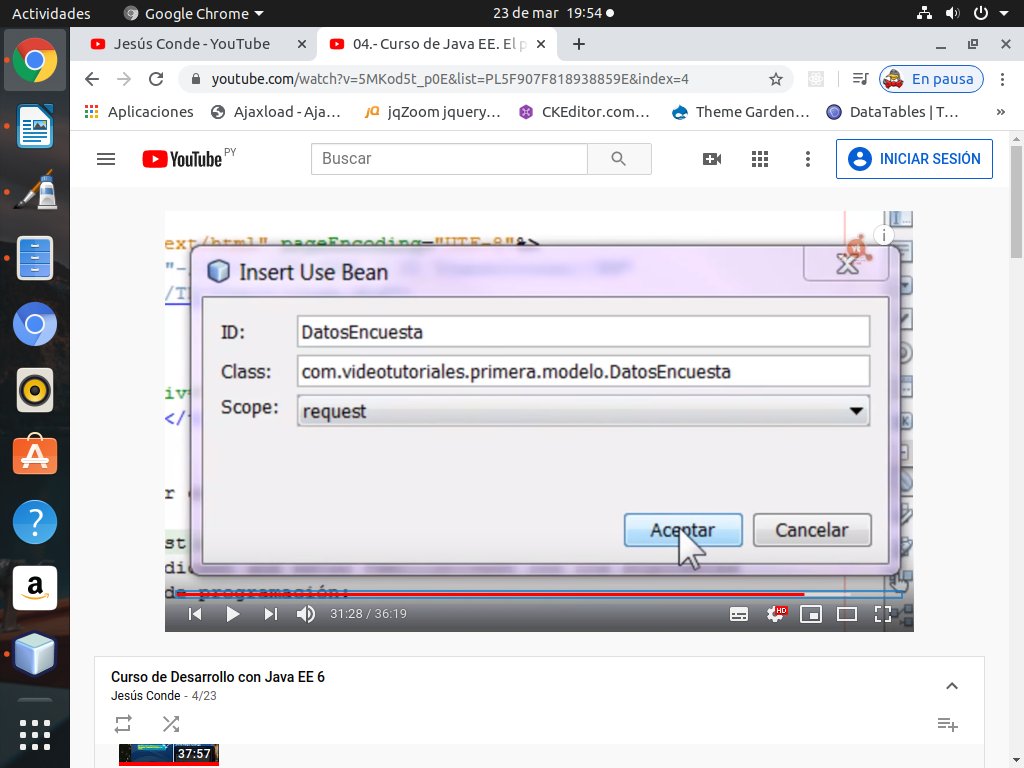 Actividades
Google Chrome
23 de mar 19:54
Jesús Conde - YouTube
04.- Curso de Java EE. El p
youtube.com/watch?v=5MKod5t_p0E&list=PL5F907F818938859E&index=4
En pausa
Aplicaciones
Ajaxload - Aja...
jQ
jqZoom jquery...
CKEditor.com...
Theme Garden...
DataTables | T...
»
YouTube PY
Buscar
INICIAR SESIÓN
ext/html" pageEncoding="UTF-8"%>
Insert Use Bean
ID:
DatosEncuesta
Class:
com.videotutoriales.primera.modelo.DatosEncuesta
Scope:
request
Aceptar
Cancelar
de programación:
31:28 / 36:19
HD
Curso de Desarrollo con Java EE 6
Jesús Conde - 4/23
37:57